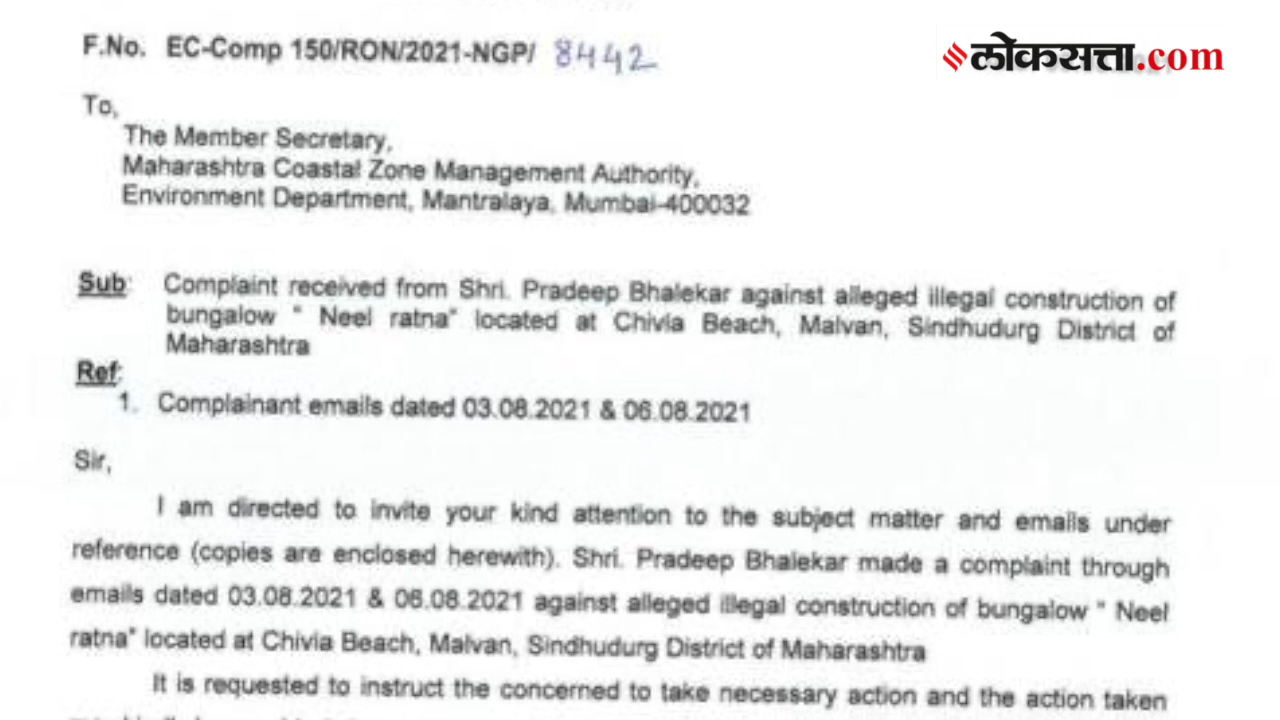 F.No. EC-Comp 150/RON/2021-NGP/ 8442
लोकसत्ता.com
To,
The Member Secretary,
Maharashtra Coastal Zone Management Authority,
Environment Department, Mantralaya, Mumbai-400032
Sub: Complaint received from Shri. Pradeep Bhalekar against alleged illegal construction of
bungalow " Neel ratna" located at Chivla Beach, Malvan, Sindhudurg District of
Maharashtra
Ref:
1. Complainant emails dated 03.08.2021 & 06.08.2021
Sir,
I am directed to invite your kind attention to the subject matter and emails under
reference (copies are enclosed herewith). Shri. Pradeep Bhalekar made a complaint through
emails dated 03.08.2021 & 06.08.2021 against alleged illegal construction of bungalow " Neel
ratna" located at Chivla Beach, Malvan, Sindhudurg District of Maharashtra
It is requested to instruct the concerned to take necessary action and the action taken